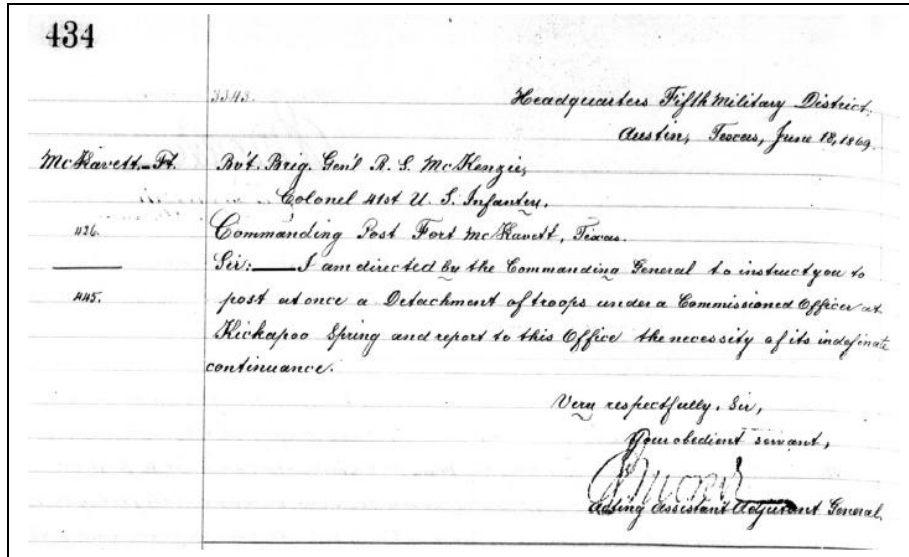 434
3343.
Headquarters Fifth Military District,
Austin, Texas, June 18, 1869.
McKavett-Ft.
Bvt. Brig. Gen'l R. S. McKenzie,
Colonel 41st U. S. Infantry,
426.
Commanding Post Fort McKavett, Texas.
Sir: — I am directed by the Commanding General to instruct you to
445.
post at once a Detachment of troops under a Commissioned Officer at
Kickapoo Spring and report to this Office the necessity of its indefinate
continuance.
Very respectfully, Sir,
Your obedient servant,
Acting Assistant Adjutant General.